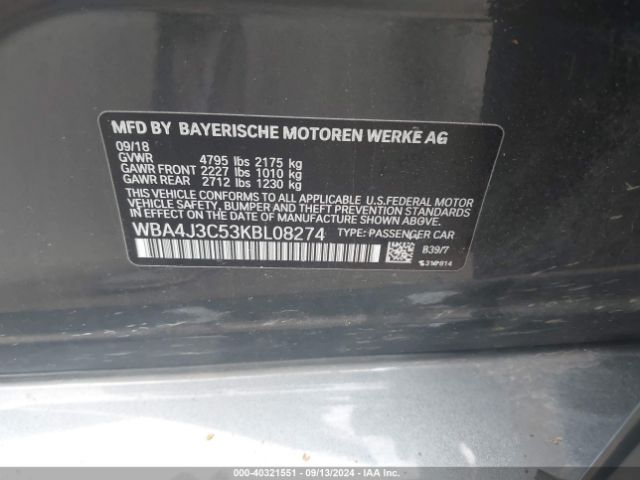 MFD BY BAYERISCHE MOTOREN WERKE AG
09/18
GVWR 4795 lbs 2175 kg
GAWR FRONT 2227 lbs 1010 kg
GAWR REAR 2712 lbs 1230 kg
THIS VEHICLE CONFORMS TO ALL APPLICABLE U.S.FEDERAL MOTOR
VEHICLE SAFETY, BUMPER AND THEFT PREVENTION STANDARDS
IN EFFECT ON THE DATE OF MANUFACTURE SHOWN ABOVE.
WBA4J3C53KBL08274 TYPE: PASSENGER CAR
B39/7
000-40321551 - 09/13/2024 - IAA Inc.